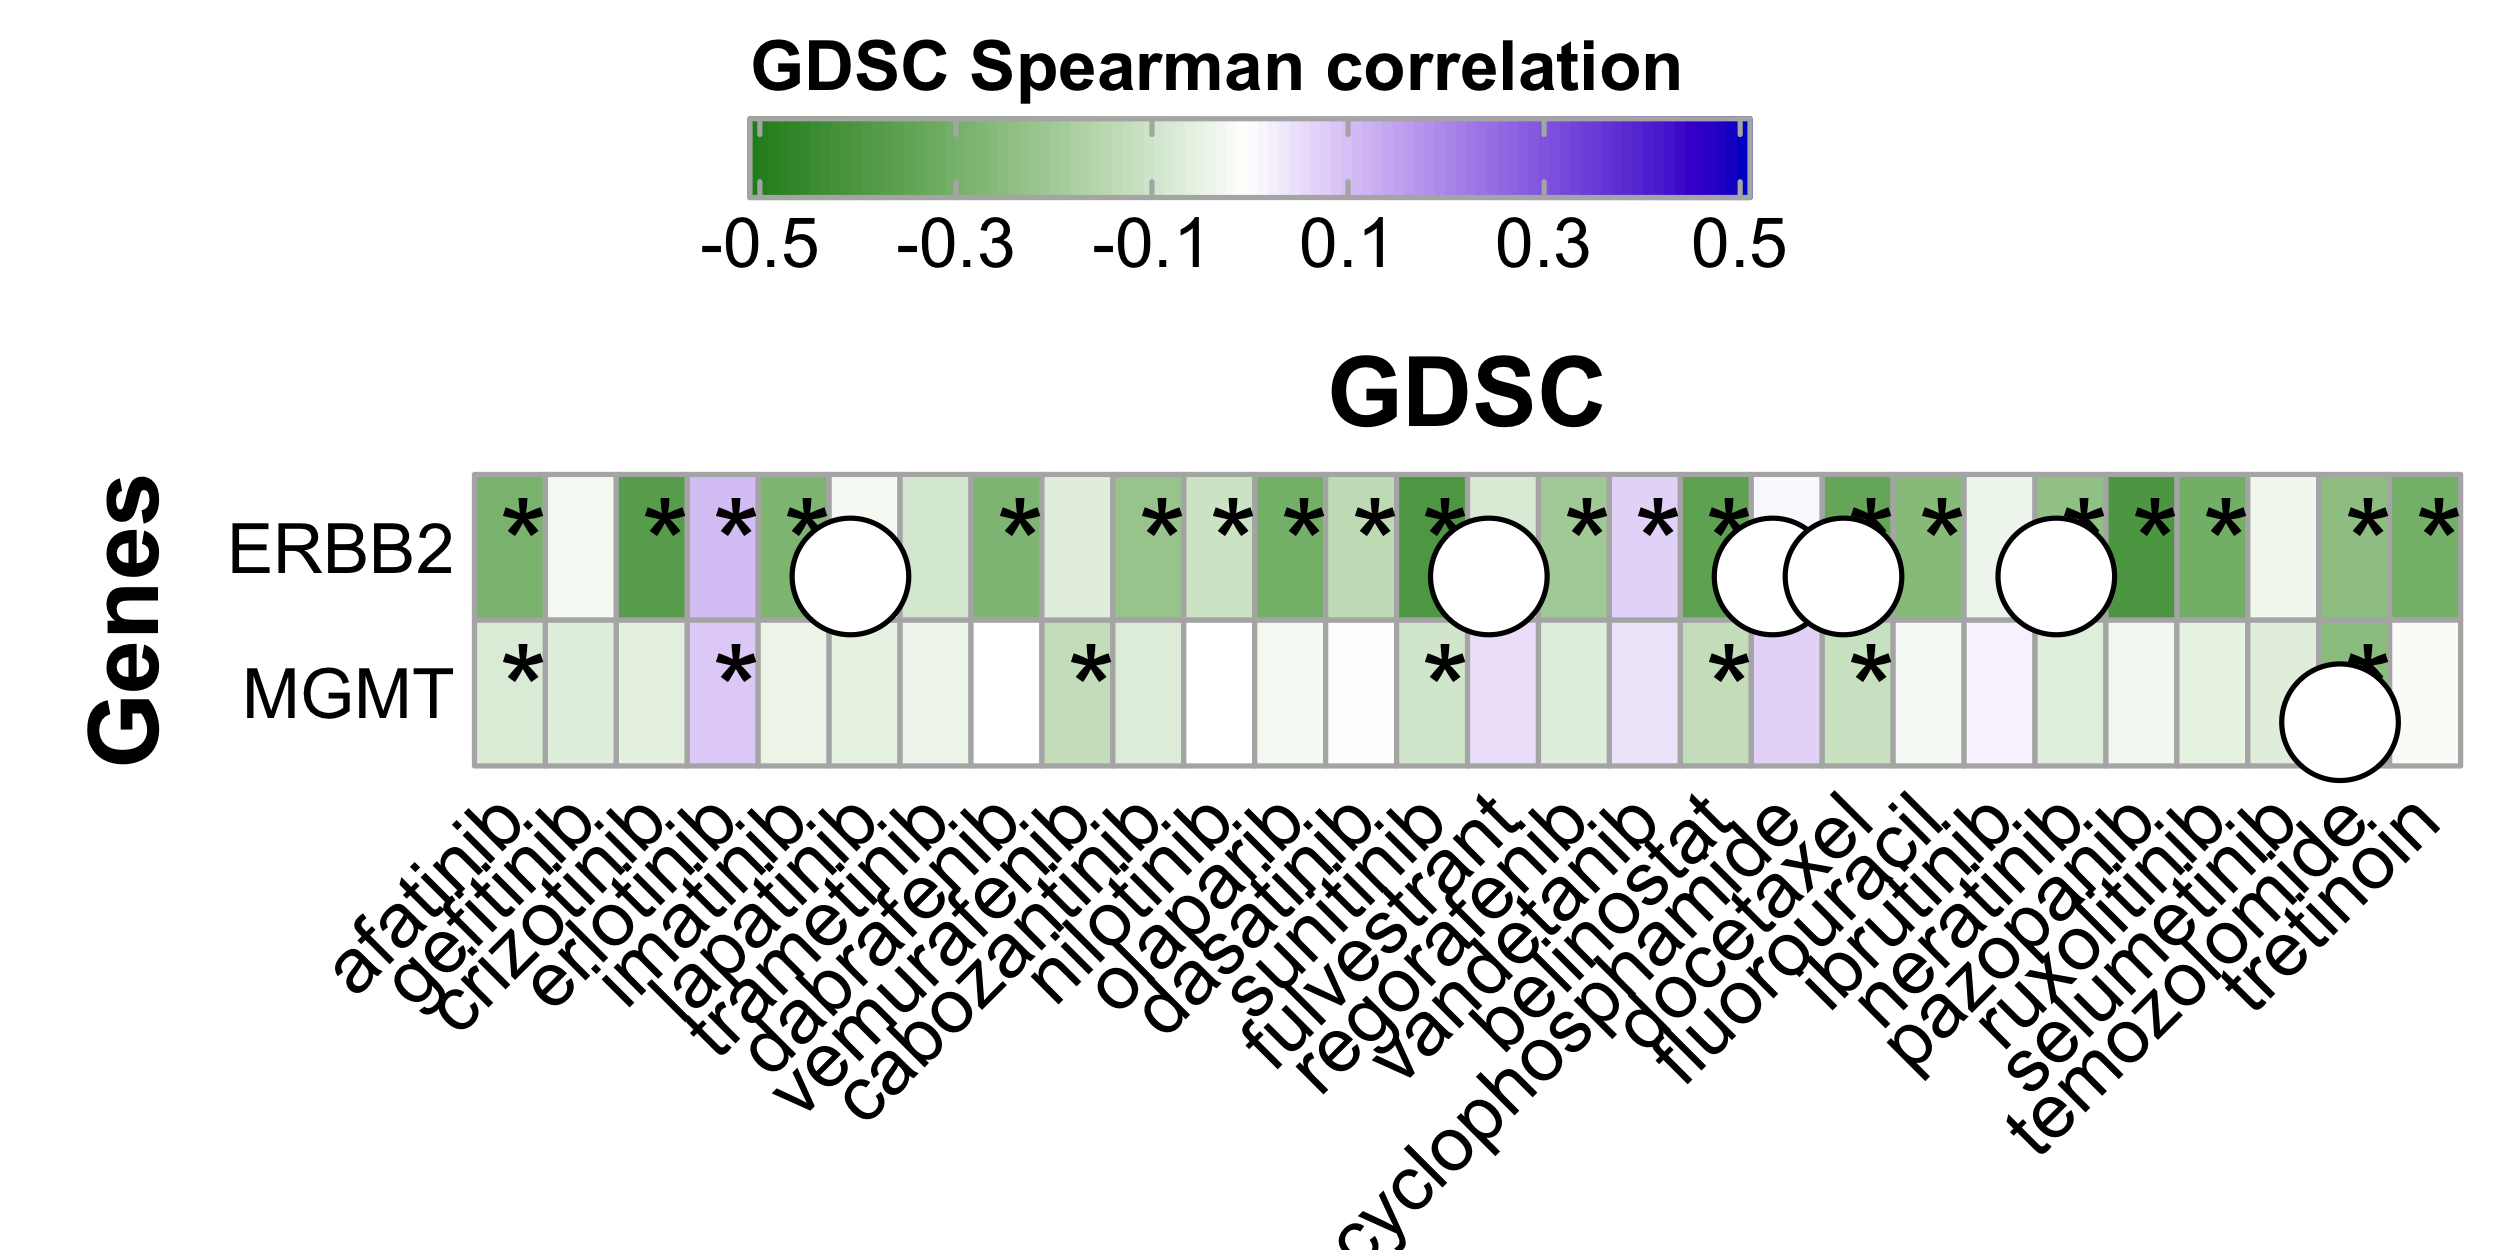 GDSC Spearman correlation
-0.5 -0.3 -0.1 0.1 0.3 0.5
GDSC
Genes
* * * * * * * * * * * * * * * * * * * *
ERBB2
* * * * * * *
MGMT
afatinib
gefitinib
crizotinib
erlotinib
imatinib
lapatinib
trametinib
dabrafenib
vemurafenib
cabozantinib
nilotinib
olaparib
dasatinib
sunitinib
fulvestrant
regorafenib
vandetanib
belinostat
cyclophosphamide
docetaxel
fluorouracil
ibrutinib
neratinib
pazopanib
ruxolitinib
selumetinib
temozolomide
tretinoin